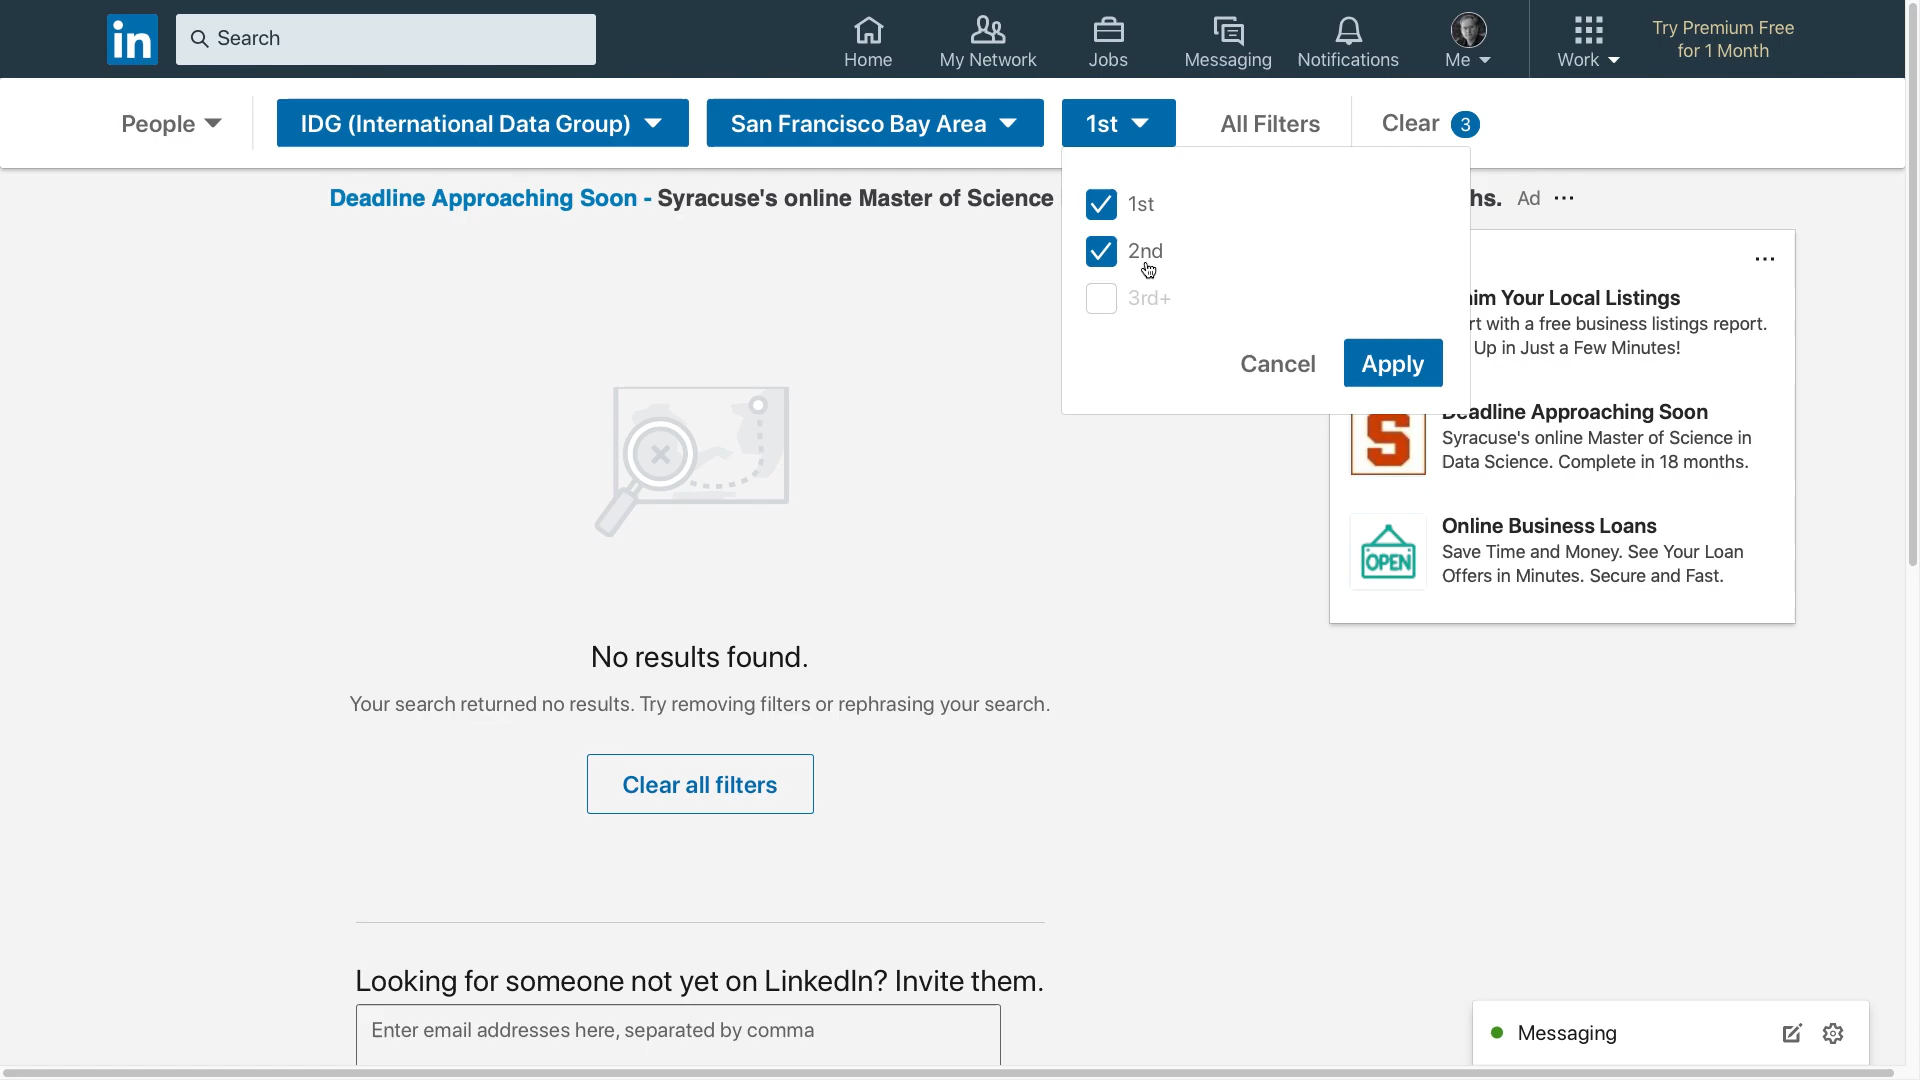 in
Search
Home
My Network
Jobs
Messaging
Notifications
Me
Work
Try Premium Free
for 1 Month
People
IDG (International Data Group)
San Francisco Bay Area
1st
All Filters
Clear 3
Deadline Approaching Soon - Syracuse's online Master of Science
hs. Ad ...
1st
2nd
3rd+
Cancel
Apply
...
im Your Local Listings
rt with a free business listings report.
Up in Just a Few Minutes!
S
Deadline Approaching Soon
Syracuse's online Master of Science in
Data Science. Complete in 18 months.
OPEN
Online Business Loans
Save Time and Money. See Your Loan
Offers in Minutes. Secure and Fast.
No results found.
Your search returned no results. Try removing filters or rephrasing your search.
Clear all filters
Looking for someone not yet on LinkedIn? Invite them.
Enter email addresses here, separated by comma
Messaging